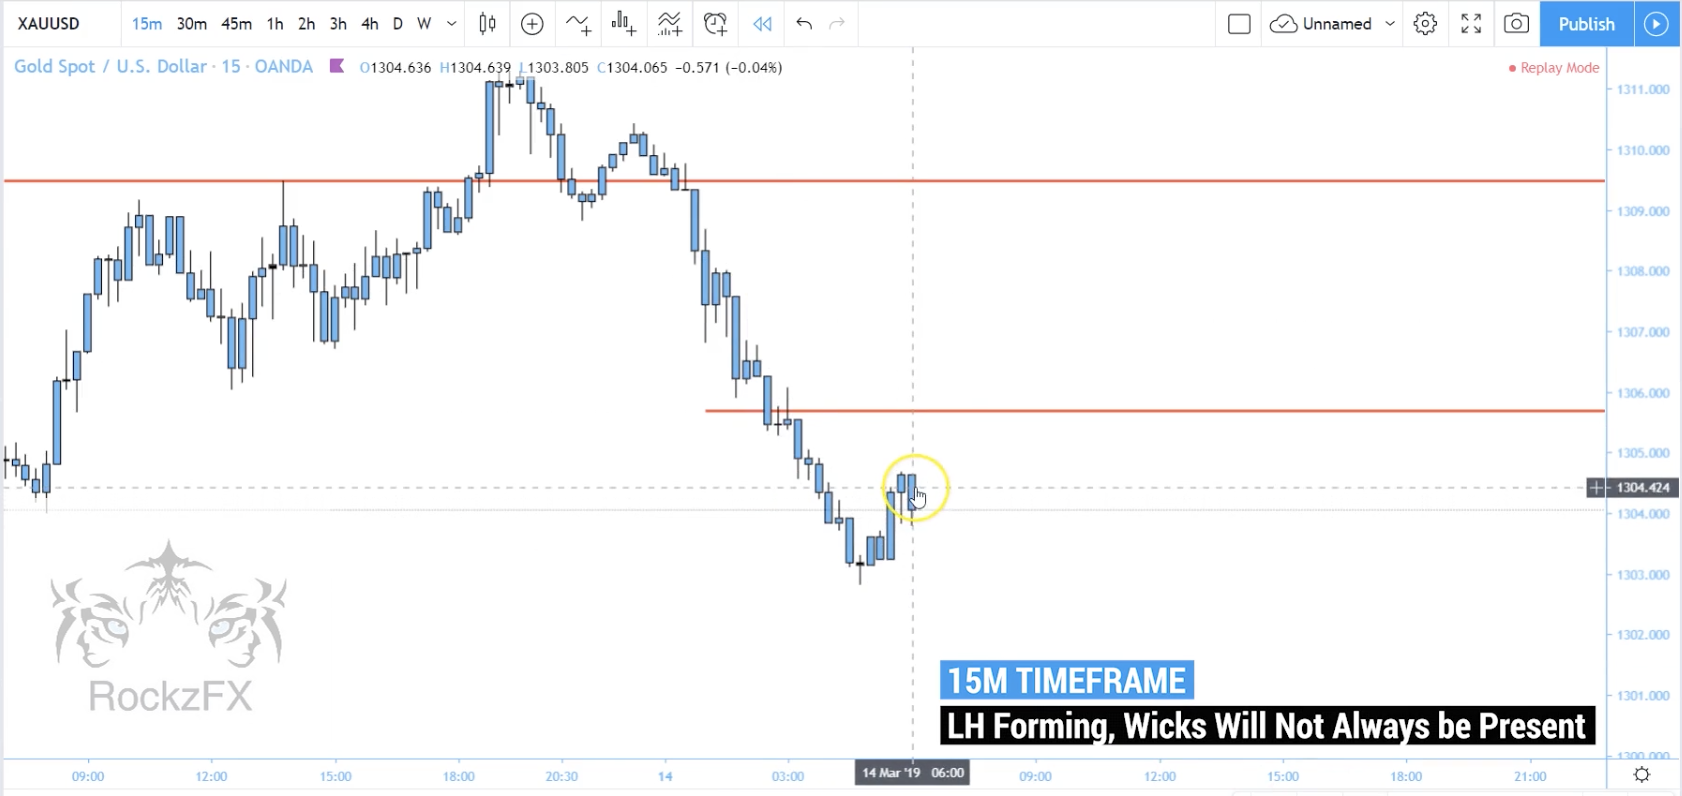 XAUUSD 15m 30m 45m 1h 2h 3h 4h D W Unnamed Publish
Gold Spot / U.S. Dollar · 15 · OANDA O1304.636 H1304.639 L1303.805 C1304.065 −0.571 (−0.04%)
Replay Mode
1311.000
1310.000
1309.000
1308.000
1307.000
1306.000
1305.000
1304.424
1304.000
1303.000
1302.000
1301.000
1300.000
RockzFX
15M TIMEFRAME
LH Forming, Wicks Will Not Always be Present
09:00 12:00 15:00 18:00 20:30 14 03:00 14 Mar '19 06:00 09:00 12:00 15:00 18:00 21:00